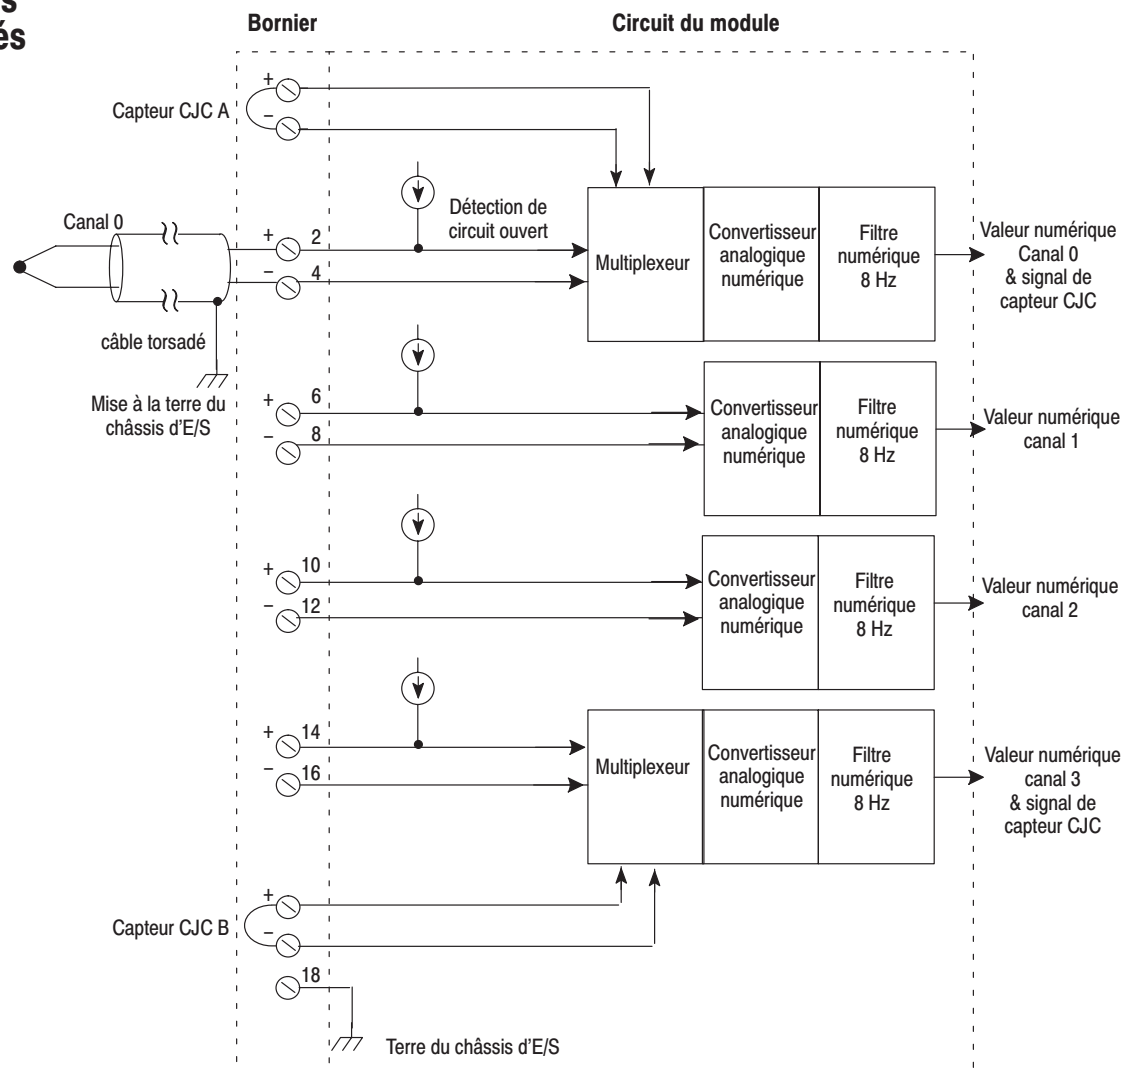 s
és
Bornier
Circuit du module
+
Capteur CJC A
−
Canal 0
+
2
−
4
Détection de
circuit ouvert
Multiplexeur
Convertisseur
analogique
numérique
Filtre
numérique
8 Hz
Valeur numérique
Canal 0
& signal de
capteur CJC
câble torsadé
Mise à la terre du
châssis d'E/S
+
6
−
8
Convertisseur
analogique
numérique
Filtre
numérique
8 Hz
Valeur numérique
canal 1
+
10
−
12
Convertisseur
analogique
numérique
Filtre
numérique
8 Hz
Valeur numérique
canal 2
+
14
−
16
Multiplexeur
Convertisseur
analogique
numérique
Filtre
numérique
8 Hz
Valeur numérique
canal 3
& signal de
capteur CJC
+
Capteur CJC B
−
18
Terre du châssis d'E/S